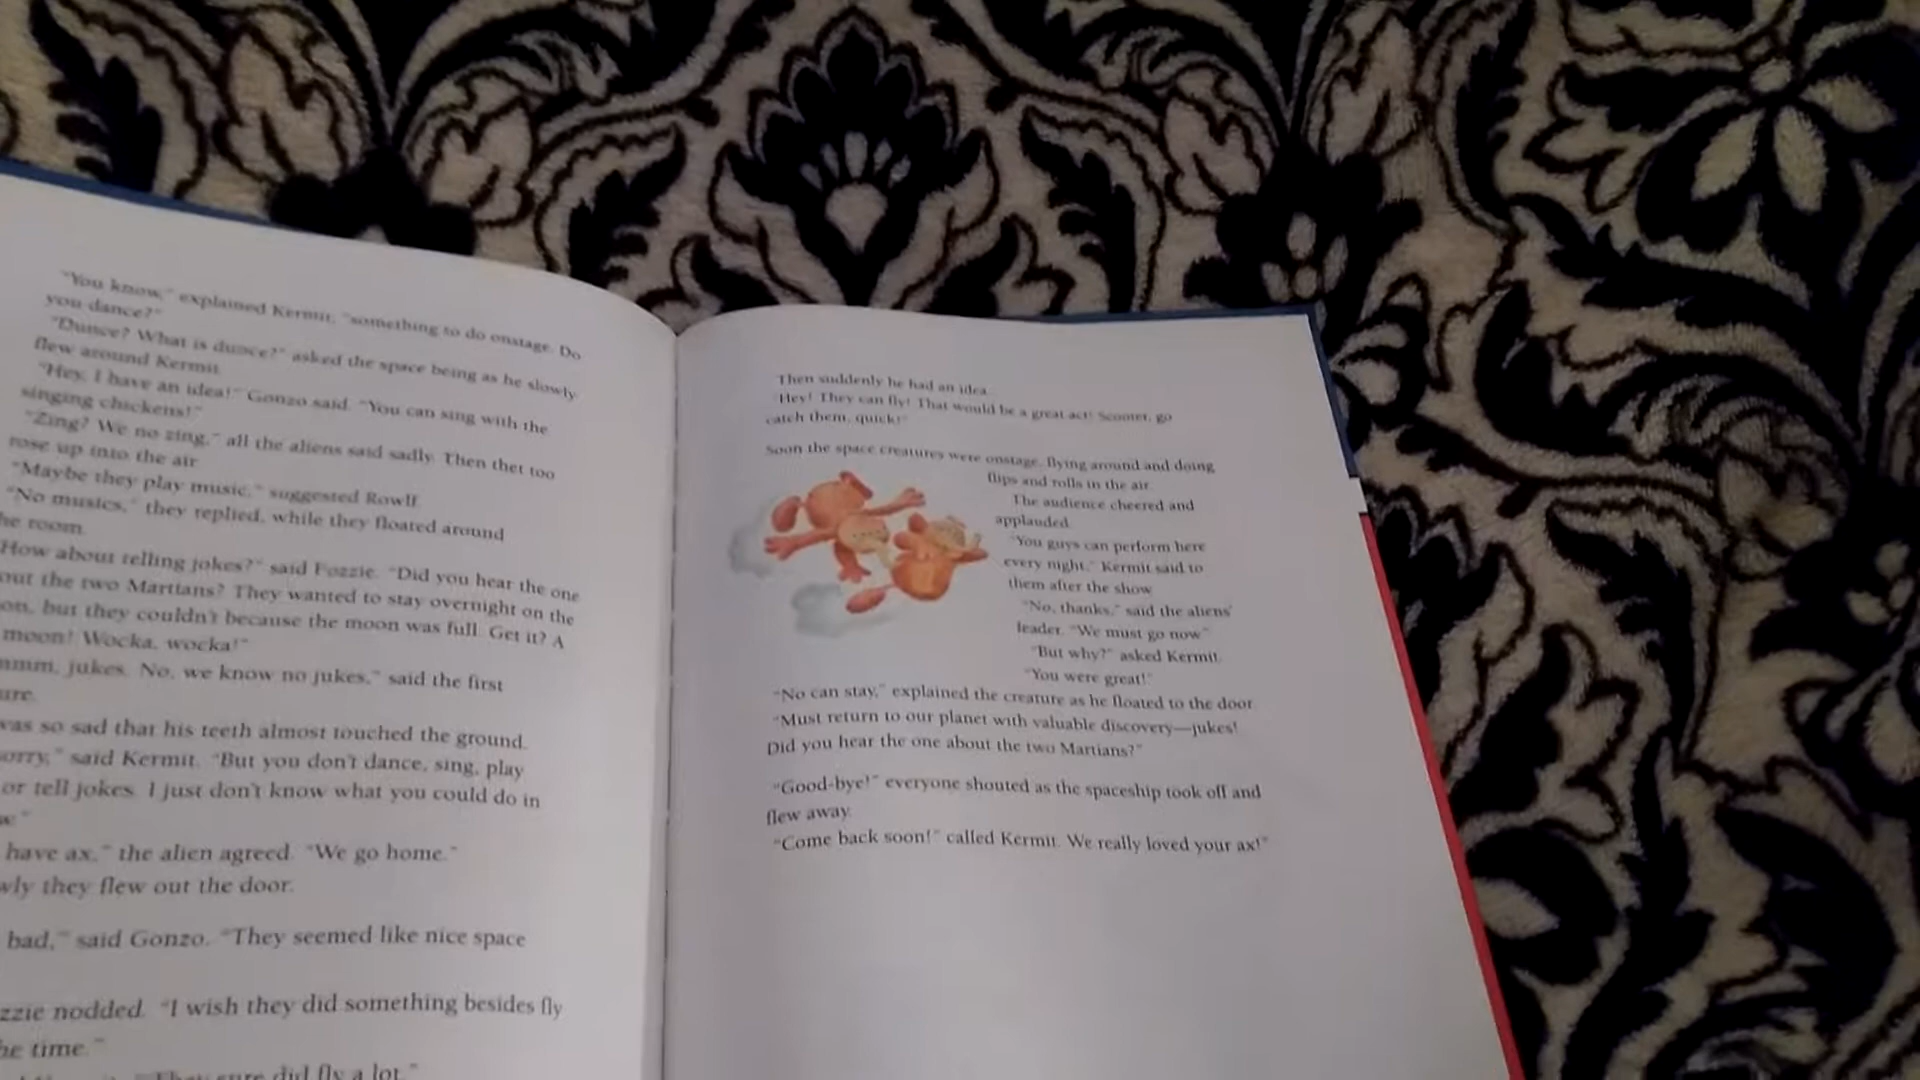 "You know," explained Kermit, "something to do onstage. Do
you dance?"
"Dunce? What is dunce?" asked the space being as he slowly
flew around Kermit.
"Hey, I have an idea!" Gonzo said. "You can sing with the
singing chickens!"
"Zing? We no zing," all the aliens said sadly. Then thet too
rose up into the air.
"Maybe they play music," suggested Rowlf.
"No musics," they replied, while they floated around
he room.
How about telling jokes?" said Fozzie. "Did you hear the one
out the two Martians? They wanted to stay overnight on the
on, but they couldn't because the moon was full. Get it? A
moon! Wocka, wocka!"
mm, jukes. No, we know no jukes," said the first
ure.
was so sad that his teeth almost touched the ground.
orry," said Kermit. "But you don't dance, sing, play
or tell jokes. I just don't know what you could do in
w."
have ax," the alien agreed. "We go home."
wly they flew out the door.
bad," said Gonzo. "They seemed like nice space
zzie nodded. "I wish they did something besides fly
he time."
"They sure did fly a lot."
Then suddenly he had an idea.
"Hey! They can fly! That would be a great act! Scooter, go
catch them, quick!"
Soon the space creatures were onstage, flying around and doing
flips and rolls in the air.
The audience cheered and
applauded.
"You guys can perform here
every night," Kermit said to
them after the show.
"No, thanks," said the aliens'
leader. "We must go now"
"But why?" asked Kermit.
"You were great!"
"No can stay," explained the creature as he floated to the door.
"Must return to our planet with valuable discovery—jukes!
Did you hear the one about the two Martians?"
"Good-bye!" everyone shouted as the spaceship took off and
flew away.
"Come back soon!" called Kermit. We really loved your ax!"